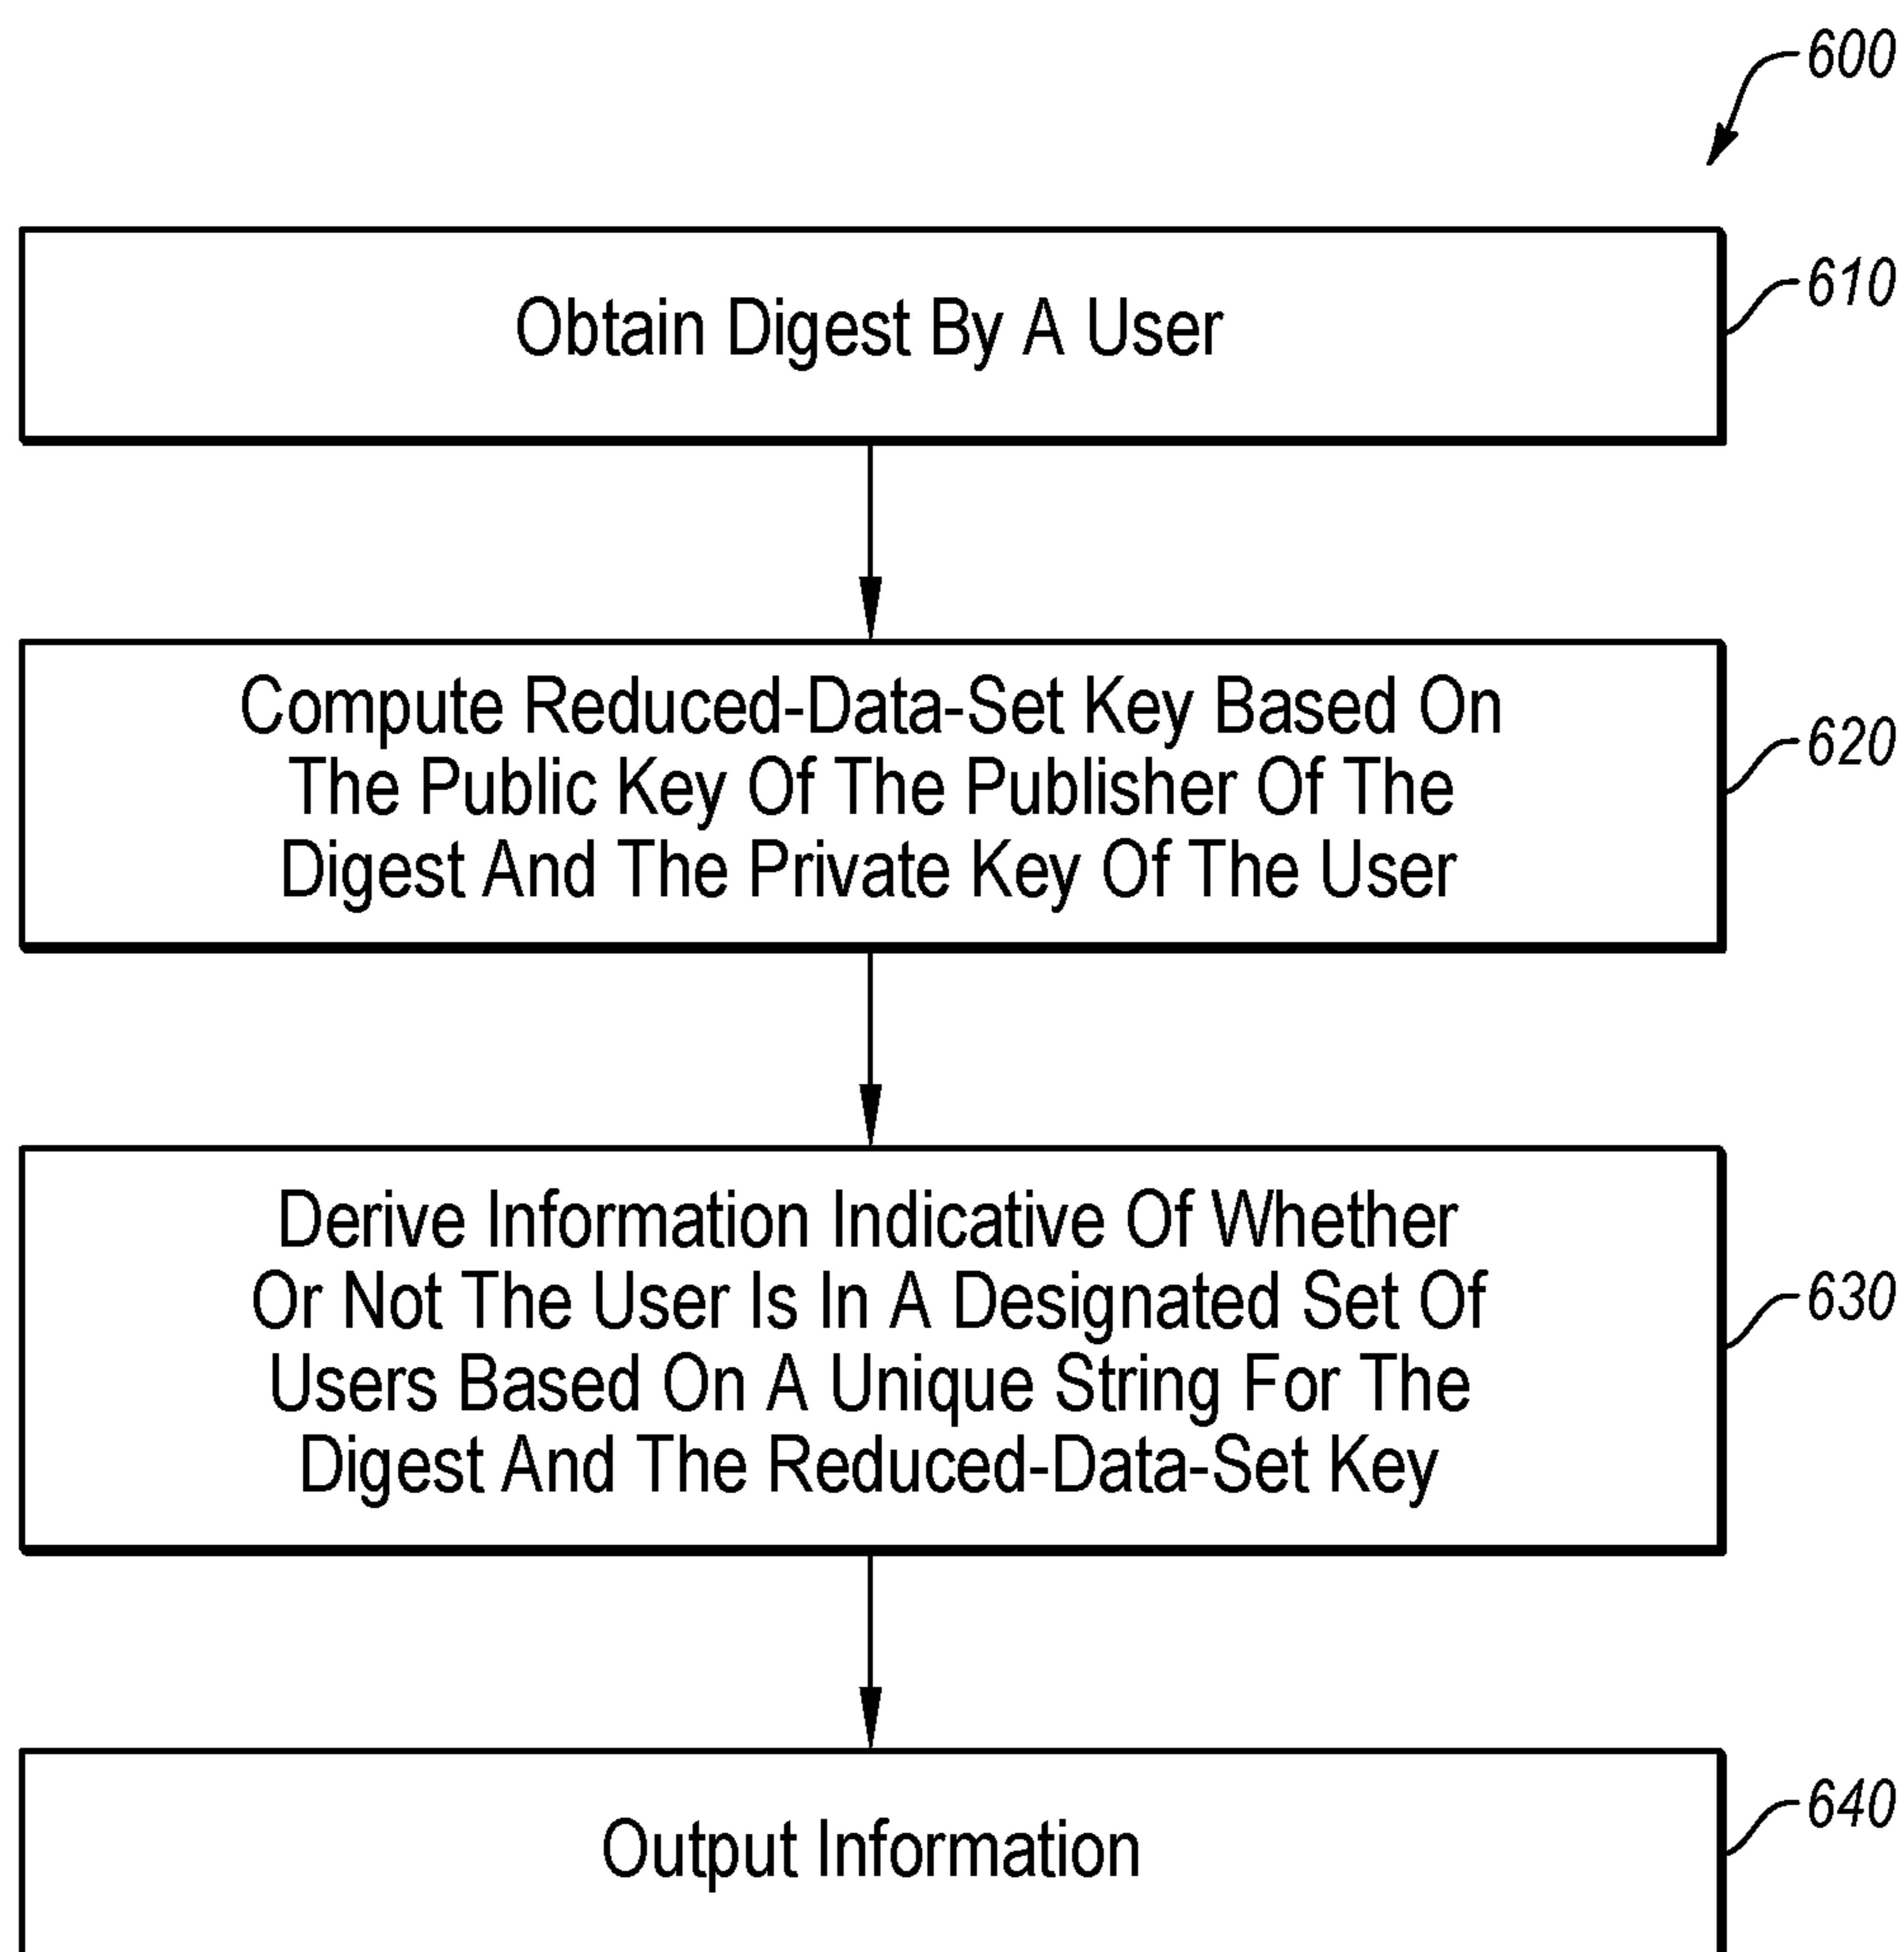 600
Obtain Digest By A User
610
Compute Reduced-Data-Set Key Based On
The Public Key Of The Publisher Of The
Digest And The Private Key Of The User
620
Derive Information Indicative Of Whether
Or Not The User Is In A Designated Set Of
Users Based On A Unique String For The
Digest And The Reduced-Data-Set Key
630
Output Information
640